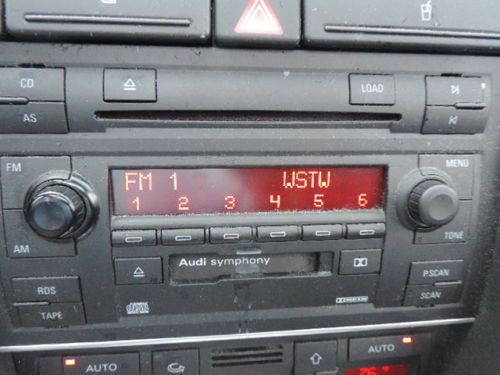 CD
LOAD
AS
FM
MENU
FM 1 WSTW
1 2 3 4 5 6
AM
TONE
Audi symphony
RDS
P.SCAN
TAPE
SCAN
AUTO
AUTO